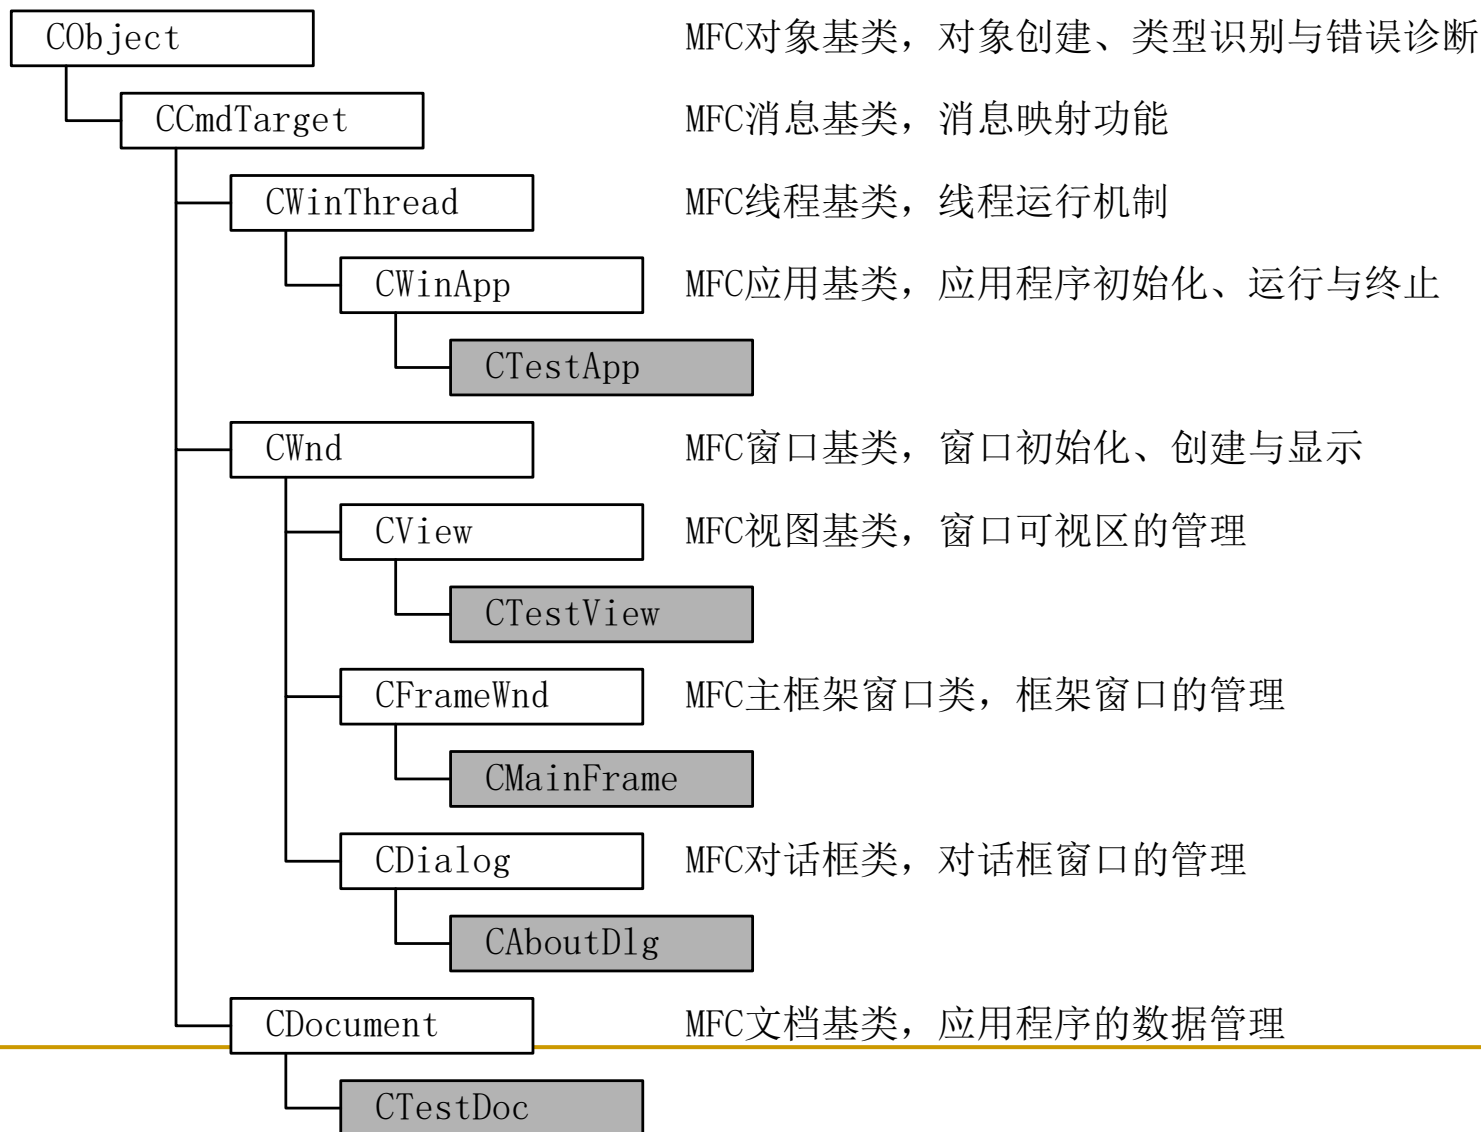 CObject MFC对象基类，对象创建、类型识别与错误诊断
CCmdTarget MFC消息基类，消息映射功能
CWinThread MFC线程基类，线程运行机制
CWinApp MFC应用基类，应用程序初始化、运行与终止
CTestApp
CWnd MFC窗口基类，窗口初始化、创建与显示
CView MFC视图基类，窗口可视区的管理
CTestView
CFrameWnd MFC主框架窗口类，框架窗口的管理
CMainFrame
CDialog MFC对话框类，对话框窗口的管理
CAboutDlg
CDocument MFC文档基类，应用程序的数据管理
CTestDoc